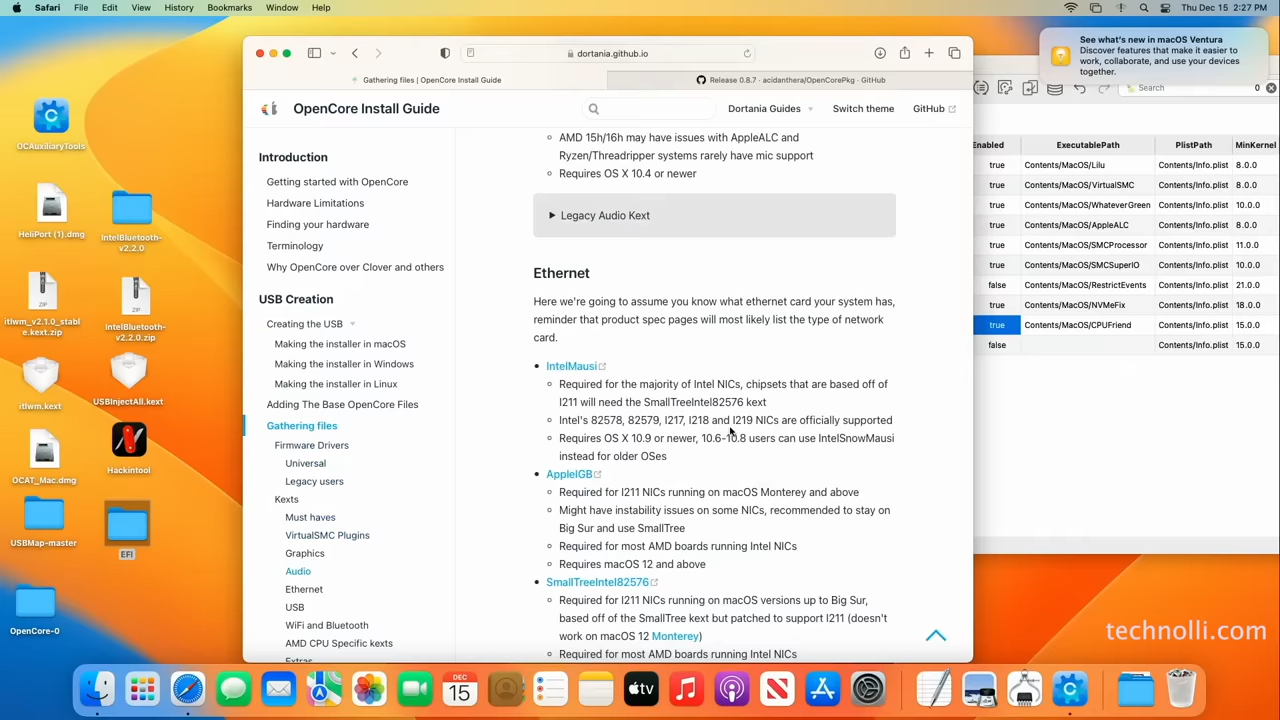 Safari File Edit View History Bookmarks Window Help
Thu Dec 15 2:27 PM
See what's new in macOS Ventura
Discover features that make it easier
to work, collaborate, and use your devices
together.
dortania.github.io
Gathering files | OpenCore Install Guide
Release 0.8.7 · acidanthera/OpenCorePkg · GitHub
Search
0
OpenCore Install Guide
Dortania Guides
Switch theme
GitHub
Introduction
Getting started with OpenCore
Hardware Limitations
Finding your hardware
Terminology
Why OpenCore over Clover and others
USB Creation
Creating the USB
Making the installer in macOS
Making the installer in Windows
Making the installer in Linux
Adding The Base OpenCore Files
Gathering files
Firmware Drivers
Universal
Legacy users
Kexts
Must haves
VirtualSMC Plugins
Graphics
Audio
Ethernet
USB
WiFi and Bluetooth
AMD CPU Specific kexts
Extras
AMD 15h/16h may have issues with AppleALC and
Ryzen/Threadripper systems rarely have mic support
Requires OS X 10.4 or newer
Legacy Audio Kext
Ethernet
Here we're going to assume you know what ethernet card your system has,
reminder that product spec pages will most likely list the type of network
card.
IntelMausi
Required for the majority of Intel NICs, chipsets that are based off of
I211 will need the SmallTreeIntel82576 kext
Intel's 82578, 82579, I217, I218 and I219 NICs are officially supported
Requires OS X 10.9 or newer, 10.6-10.8 users can use IntelSnowMausi
instead for older OSes
AppleIGB
Required for I211 NICs running on macOS Monterey and above
Might have instability issues on some NICs, recommended to stay on
Big Sur and use SmallTree
Required for most AMD boards running Intel NICs
Requires macOS 12 and above
SmallTreeIntel82576
Required for I211 NICs running on macOS versions up to Big Sur,
based off of the SmallTree kext but patched to support I211 (doesn't
work on macOS 12 Monterey)
Required for most AMD boards running Intel NICs
Enabled ExecutablePath PlistPath MinKernel
true Contents/MacOS/Lilu Contents/Info.plist 8.0.0
true Contents/MacOS/VirtualSMC Contents/Info.plist 8.0.0
true Contents/MacOS/WhateverGreen Contents/Info.plist 10.0.0
true Contents/MacOS/AppleALC Contents/Info.plist 8.0.0
true Contents/MacOS/SMCProcessor Contents/Info.plist 11.0.0
true Contents/MacOS/SMCSuperIO Contents/Info.plist 10.0.0
false Contents/MacOS/RestrictEvents Contents/Info.plist 21.0.0
true Contents/MacOS/NVMeFix Contents/Info.plist 18.0.0
true Contents/MacOS/CPUFriend Contents/Info.plist 15.0.0
false Contents/Info.plist 15.0.0
OCAuxiliaryTools
HeliPort (1).dmg
IntelBluetooth-
v2.2.0
ZIP
itlwm_v2.1.0_stabl
e.kext.zip
ZIP
IntelBluetooth-
v2.2.0.zip
itlwm.kext
USBInjectAll.kext
OCAT_Mac.dmg
Hackintool
USBMap-master
EFI
OpenCore-0
technolli.com
DEC
15
tv